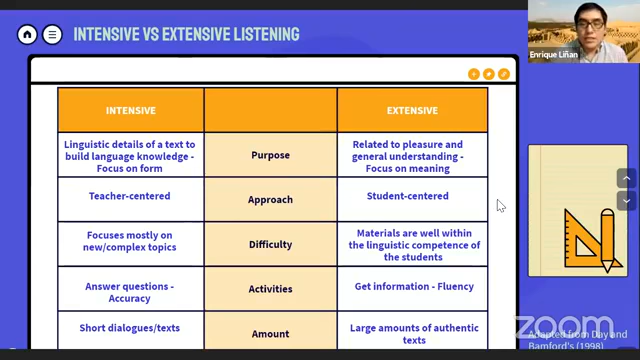 INTENSIVE VS EXTENSIVE LISTENING
Enrique Liñan
INTENSIVE
EXTENSIVE
Linguistic details of a text to
build language knowledge -
Focus on form
Purpose
Related to pleasure and
general understanding -
Focus on meaning
Teacher-centered
Approach
Student-centered
Focuses mostly on
new/complex topics
Difficulty
Materials are well within
the linguistic competence of
the students
Answer questions -
Accuracy
Activities
Get information - Fluency
Short dialogues/texts
Amount
Large amounts of authentic
texts
zoom
Adapted from Day and
Bamford's (1998)